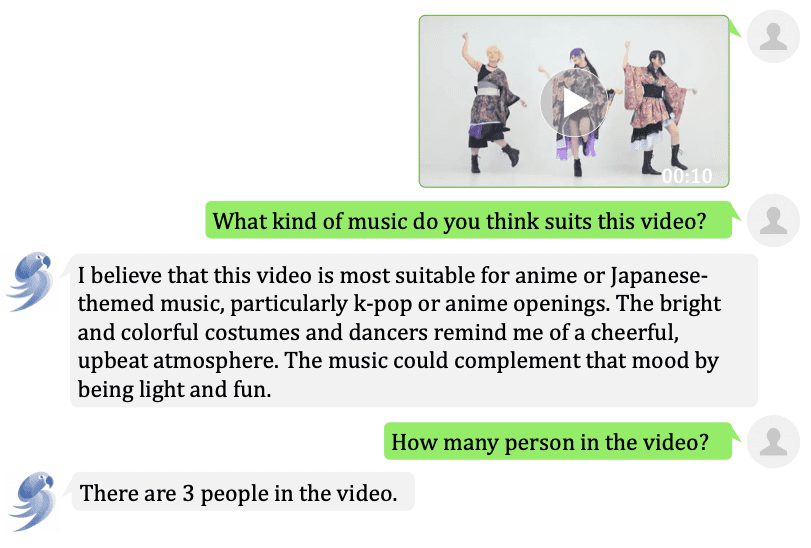 00:10
What kind of music do you think suits this video?
I believe that this video is most suitable for anime or Japanese-
themed music, particularly k-pop or anime openings. The bright
and colorful costumes and dancers remind me of a cheerful,
upbeat atmosphere. The music could complement that mood by
being light and fun.
How many person in the video?
There are 3 people in the video.